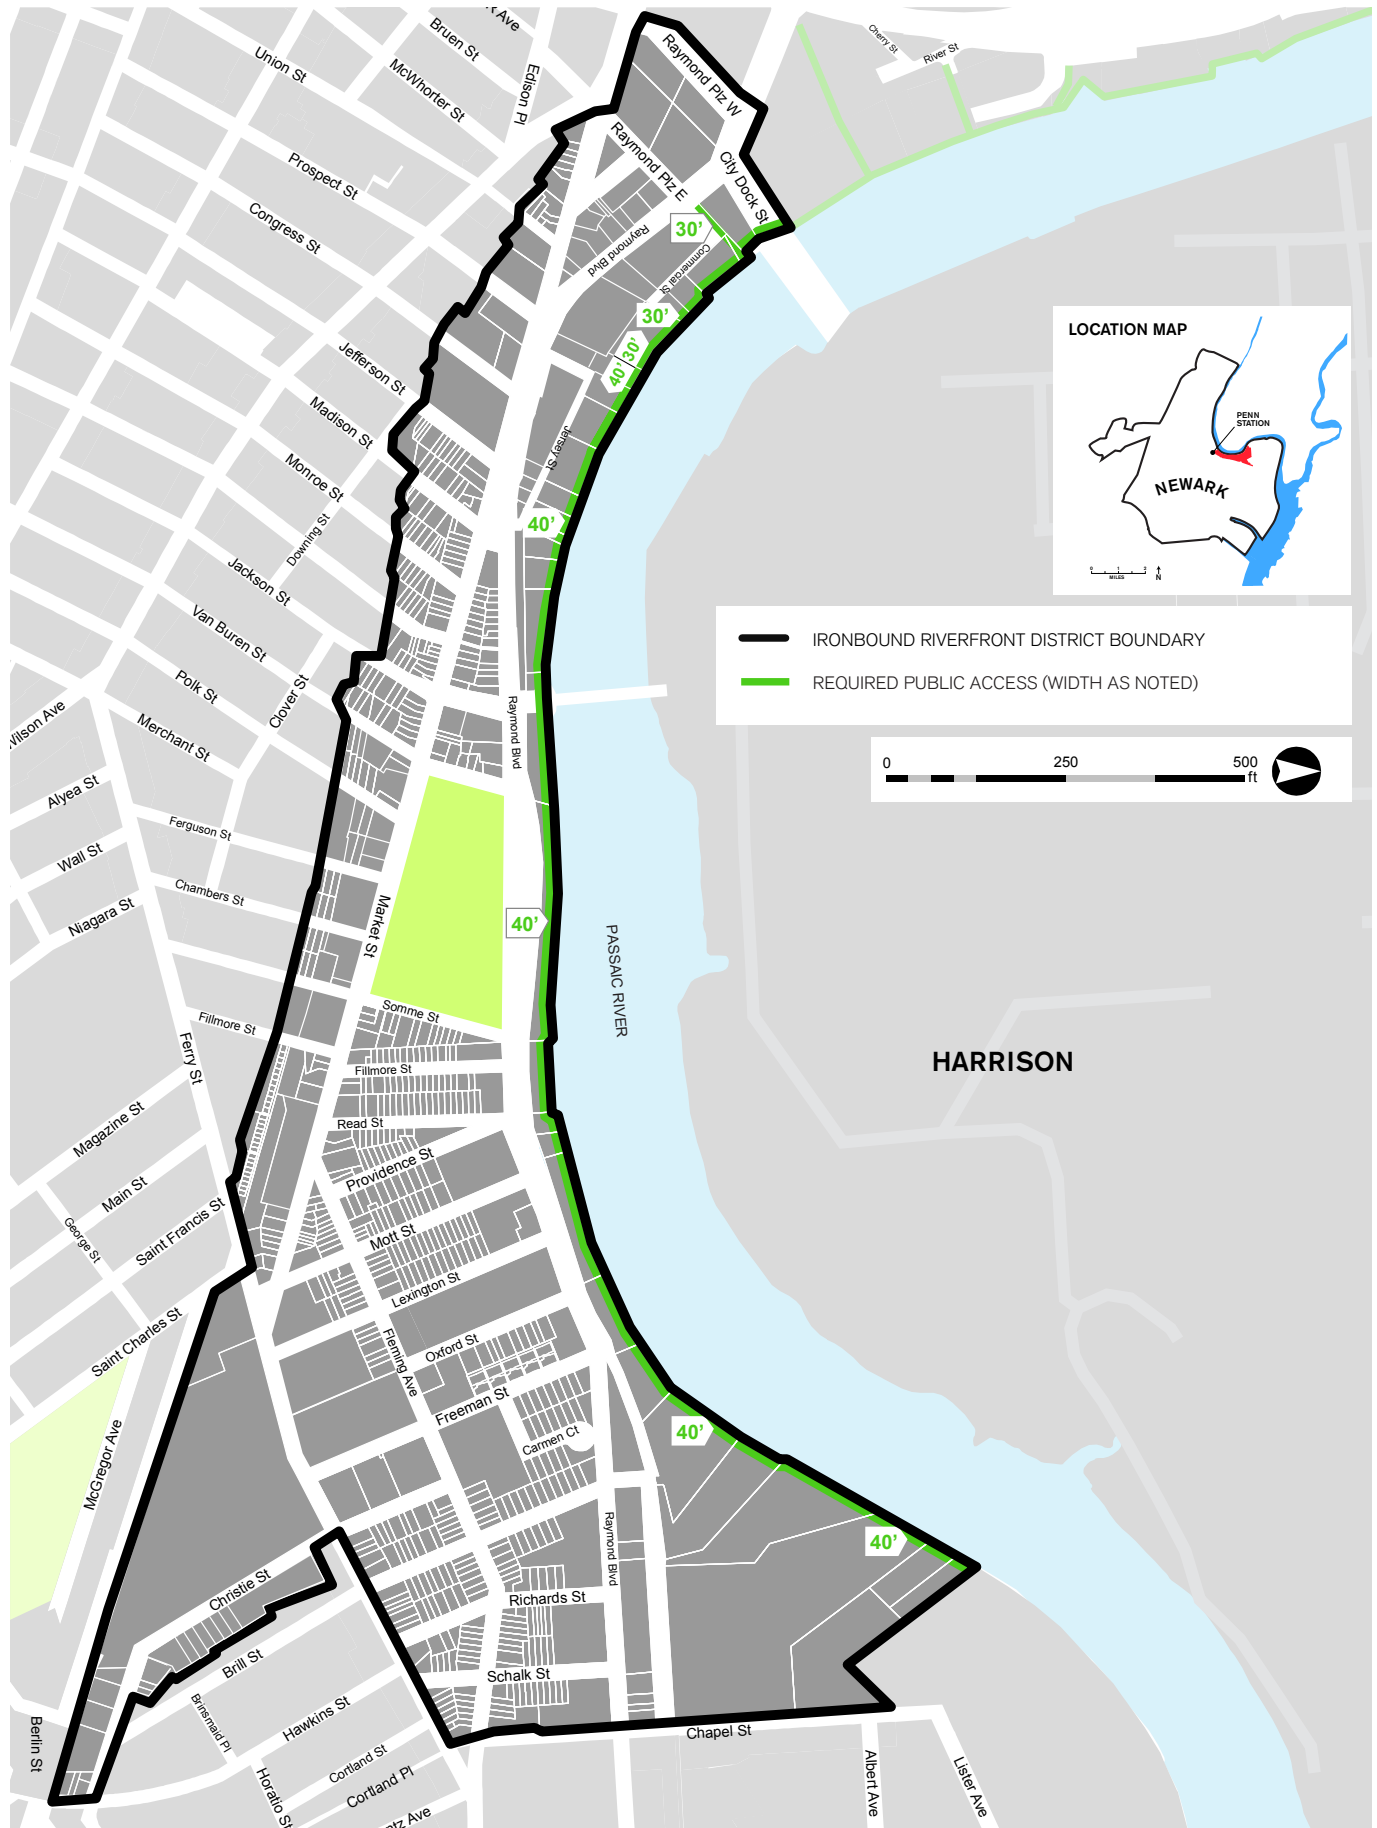 Ave
Bruen St
Union St
McWhorter St
Edison Pl
Raymond Plz W
Cherry St
River St
Prospect St
Raymond Plz E
City Dock St
Congress St
30'
Raymond Blvd
Commercial St
30'
30'
40'
Jefferson St
Madison St
Monroe St
Jersey St
Downing St
40'
Jackson St
Van Buren St
Polk St
Clover St
Wilson Ave
Merchant St
Raymond Blvd
Alyea St
Ferguson St
Wall St
Chambers St
Niagara St
Market St
40'
PASSAIC RIVER
Somme St
Fillmore St
Ferry St
Fillmore St
HARRISON
Magazine St
Read St
Providence St
Main St
Saint Francis St
George St
Mott St
Lexington St
Saint Charles St
Fleming Ave
Oxford St
Freeman St
Carmen Ct
40'
McGregor Ave
40'
Raymond Blvd
Christie St
Richards St
Brill St
Schalk St
Brinsmaid Pl
Hawkins St
Chapel St
Berlin St
Cortland St
Cortland Pl
Horatio St
Albert Ave
Lister Ave
LOCATION MAP
PENN
STATION
NEWARK
0 1 2
MILES
N
IRONBOUND RIVERFRONT DISTRICT BOUNDARY
REQUIRED PUBLIC ACCESS (WIDTH AS NOTED)
0 250 500
ft